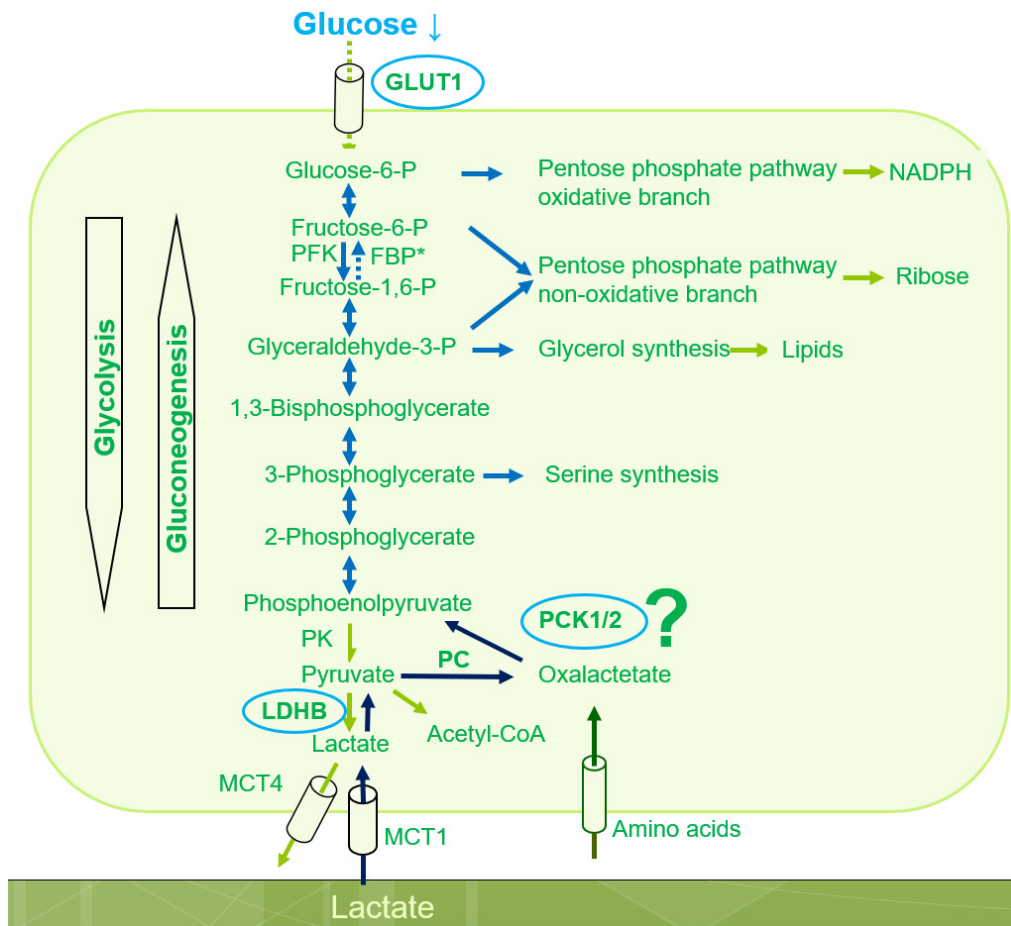 Glucose ↓
GLUT1
Glucose-6-P
Pentose phosphate pathway
oxidative branch
NADPH
Fructose-6-P
PFK
FBP*
Fructose-1,6-P
Pentose phosphate pathway
non-oxidative branch
Ribose
Glyceraldehyde-3-P
Glycerol synthesis
Lipids
Glycolysis
Gluconeogenesis
1,3-Bisphosphoglycerate
3-Phosphoglycerate
Serine synthesis
2-Phosphoglycerate
Phosphoenolpyruvate
PCK1/2
?
PK
Pyruvate
PC
Oxalactetate
LDHB
Lactate
Acetyl-CoA
MCT4
MCT1
Amino acids
Lactate